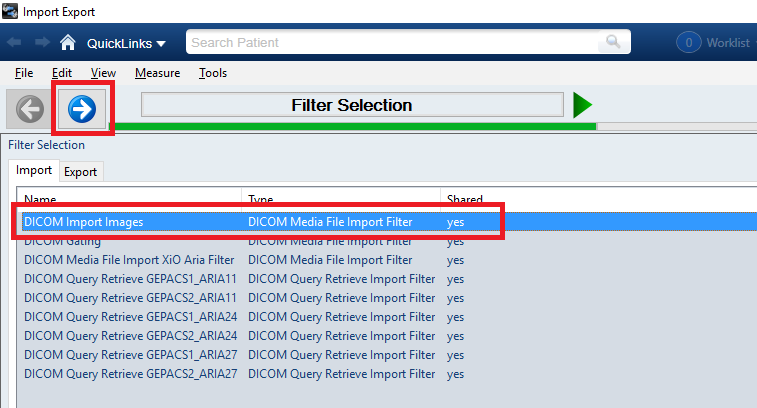 Import Export
QuickLinks Search Patient 0 Worklist
File Edit View Measure Tools
Filter Selection
Filter Selection
Import Export
Name Type Shared
DICOM Import Images DICOM Media File Import Filter yes
DICOM Gating DICOM Media File Import Filter yes
DICOM Media File Import XiO Aria Filter DICOM Media File Import Filter yes
DICOM Query Retrieve GEPACS1_ARIA11 DICOM Query Retrieve Import Filter yes
DICOM Query Retrieve GEPACS2_ARIA11 DICOM Query Retrieve Import Filter yes
DICOM Query Retrieve GEPACS1_ARIA24 DICOM Query Retrieve Import Filter yes
DICOM Query Retrieve GEPACS2_ARIA24 DICOM Query Retrieve Import Filter yes
DICOM Query Retrieve GEPACS1_ARIA27 DICOM Query Retrieve Import Filter yes
DICOM Query Retrieve GEPACS2_ARIA27 DICOM Query Retrieve Import Filter yes